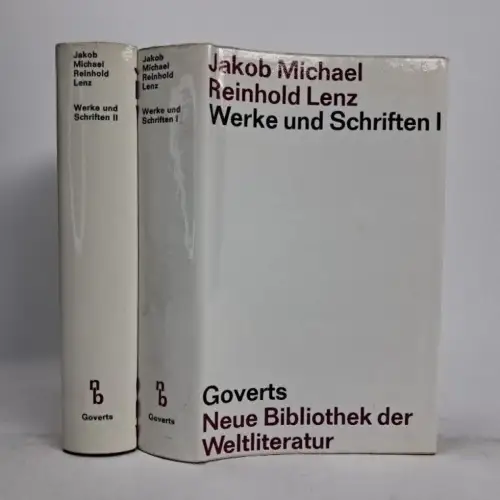 Jakob
Michael
Reinhold
Lenz
Werke und
Schriften II
nb
Goverts
Jakob
Michael
Reinhold
Lenz
Werke und
Schriften I
nb
Goverts
Jakob Michael
Reinhold Lenz
Werke und Schriften I
Goverts
Neue Bibliothek der
Weltliteratur